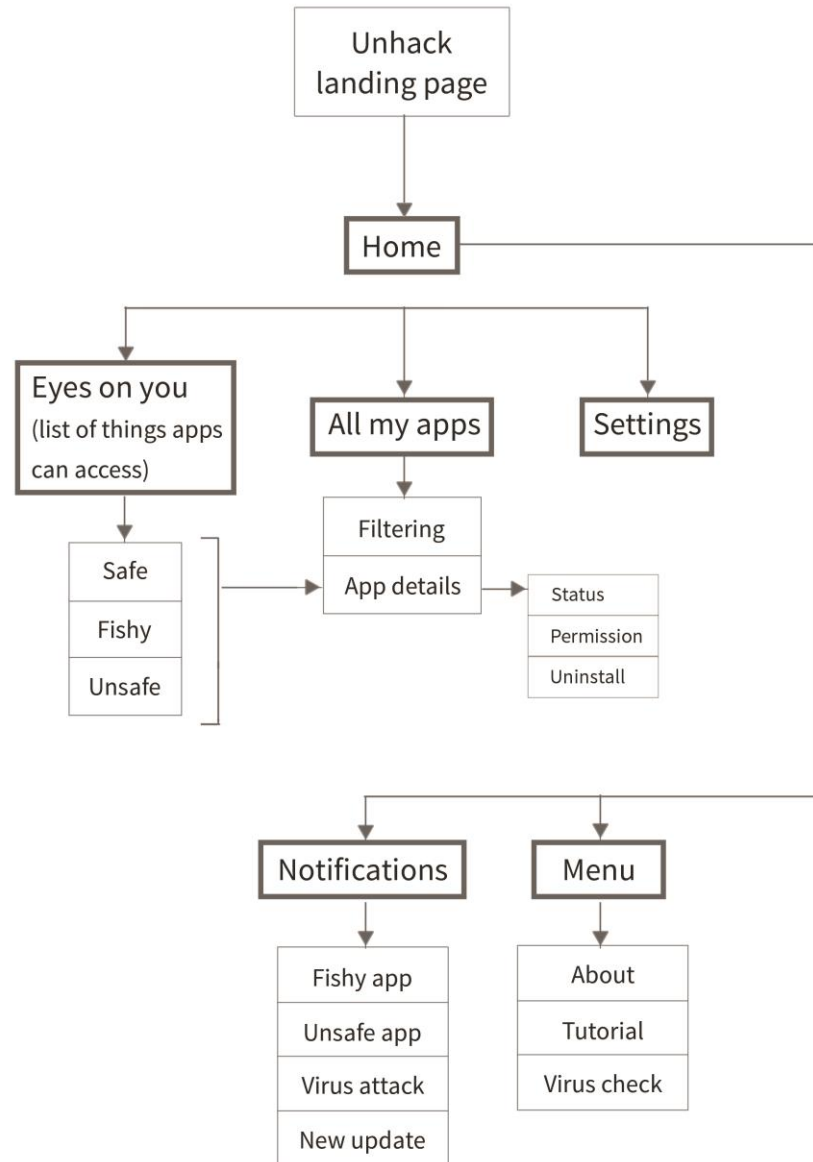 Unhack
landing page
Home
Eyes on you
(list of things apps
can access)
All my apps
Settings
Safe
Fishy
Unsafe
Filtering
App details
Status
Permission
Uninstall
Notifications
Menu
Fishy app
Unsafe app
Virus attack
New update
About
Tutorial
Virus check